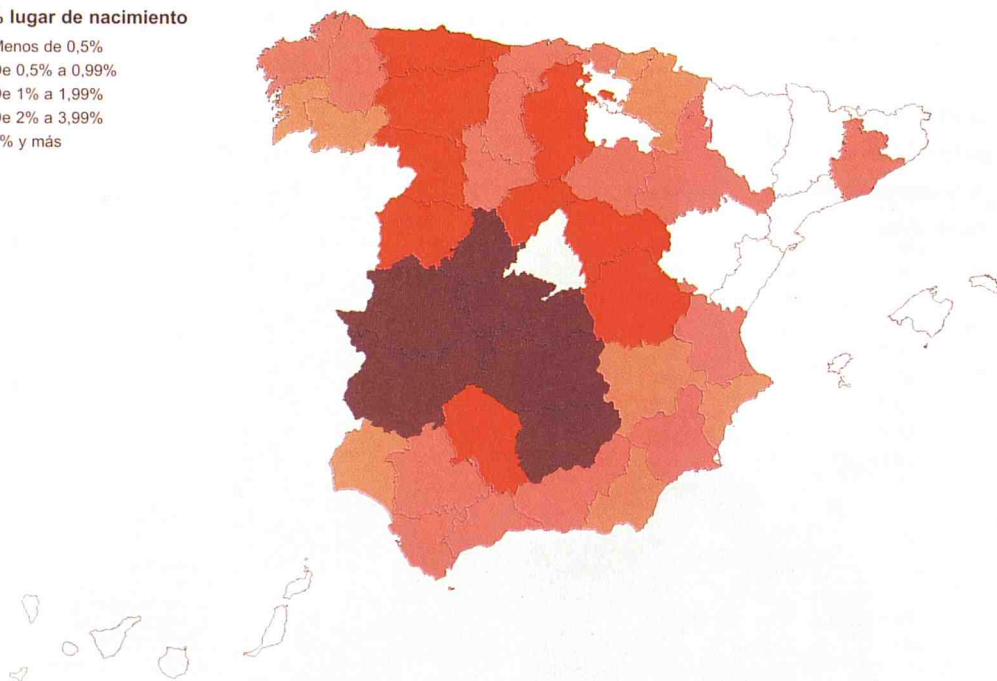 % lugar de nacimiento
Menos de 0,5%
De 0,5% a 0,99%
De 1% a 1,99%
De 2% a 3,99%
% y más